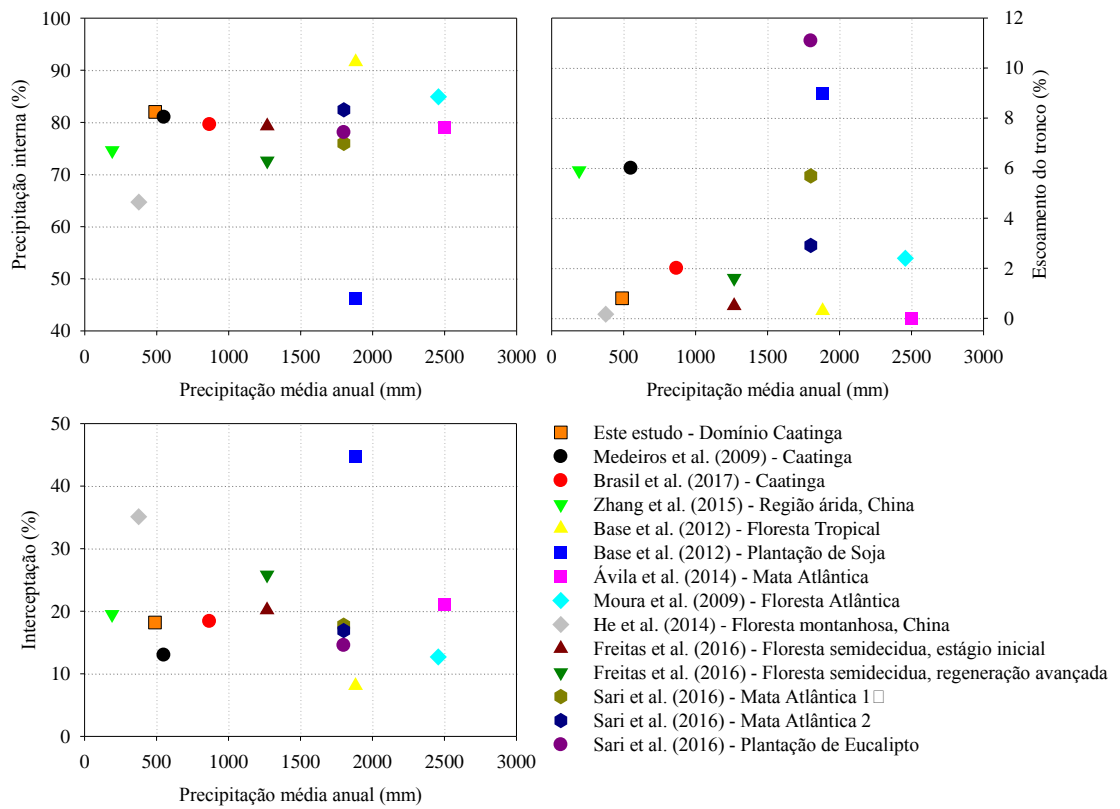 100
90
80
70
60
50
40
Precipitação interna (%)
0 500 1000 1500 2000 2500 3000
Precipitação média anual (mm)
12
10
8
6
4
2
0
Escoamento do tronco (%)
0 500 1000 1500 2000 2500 3000
Precipitação média anual (mm)
50
40
30
20
10
0
Interceptação (%)
0 500 1000 1500 2000 2500 3000
Precipitação média anual (mm)
Este estudo - Domínio Caatinga
Medeiros et al. (2009) - Caatinga
Brasil et al. (2017) - Caatinga
Zhang et al. (2015) - Região árida, China
Base et al. (2012) - Floresta Tropical
Base et al. (2012) - Plantação de Soja
Ávila et al. (2014) - Mata Atlântica
Moura et al. (2009) - Floresta Atlântica
He et al. (2014) - Floresta montanhosa, China
Freitas et al. (2016) - Floresta semidecidua, estágio inicial
Freitas et al. (2016) - Floresta semidecidua, regeneração avançada
Sari et al. (2016) - Mata Atlântica 1□
Sari et al. (2016) - Mata Atlântica 2
Sari et al. (2016) - Plantação de Eucalipto